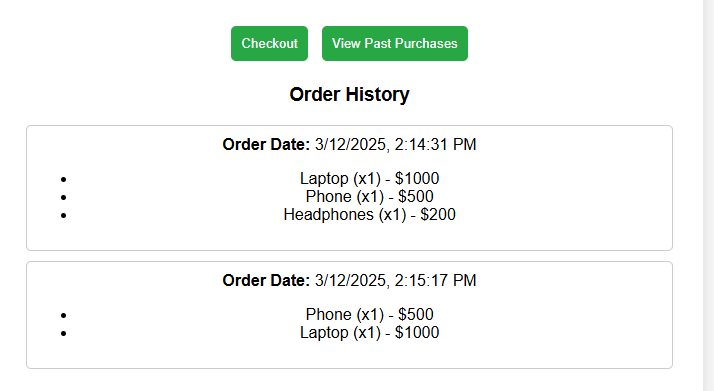 Checkout View Past Purchases
Order History
Order Date: 3/12/2025, 2:14:31 PM
Laptop (x1) - $1000
Phone (x1) - $500
Headphones (x1) - $200
Order Date: 3/12/2025, 2:15:17 PM
Phone (x1) - $500
Laptop (x1) - $1000